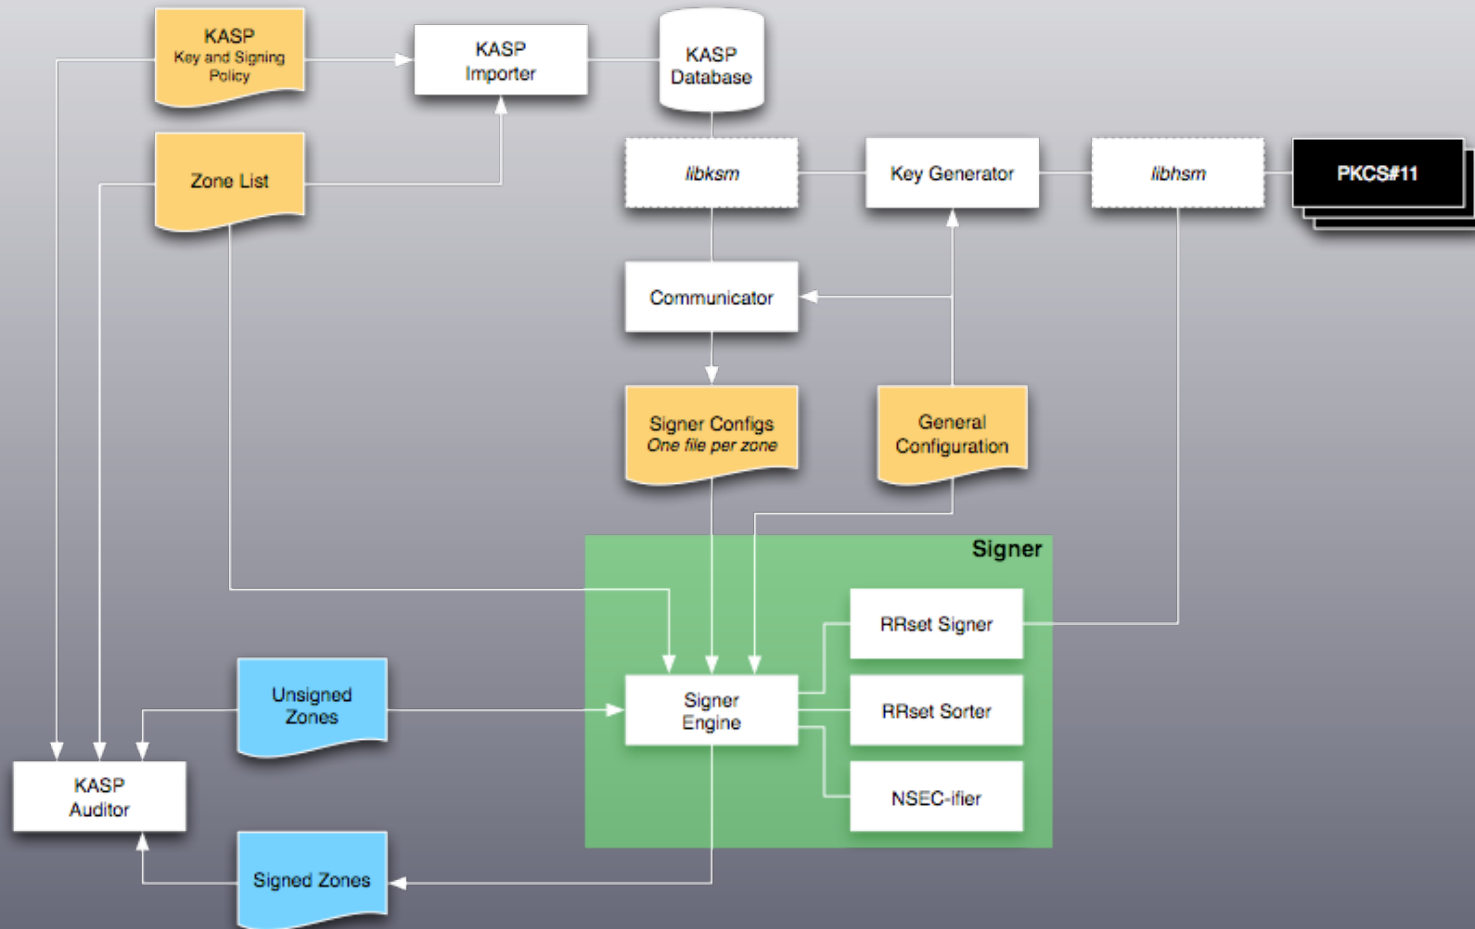 KASP
Key and Signing
Policy
KASP
Importer
KASP
Database
Zone List
libksm
Key Generator
libhsm
PKCS#11
Communicator
Signer Configs
One file per zone
General
Configuration
Signer
RRset Signer
Unsigned
Zones
Signer
Engine
RRset Sorter
KASP
Auditor
NSEC-ifier
Signed Zones